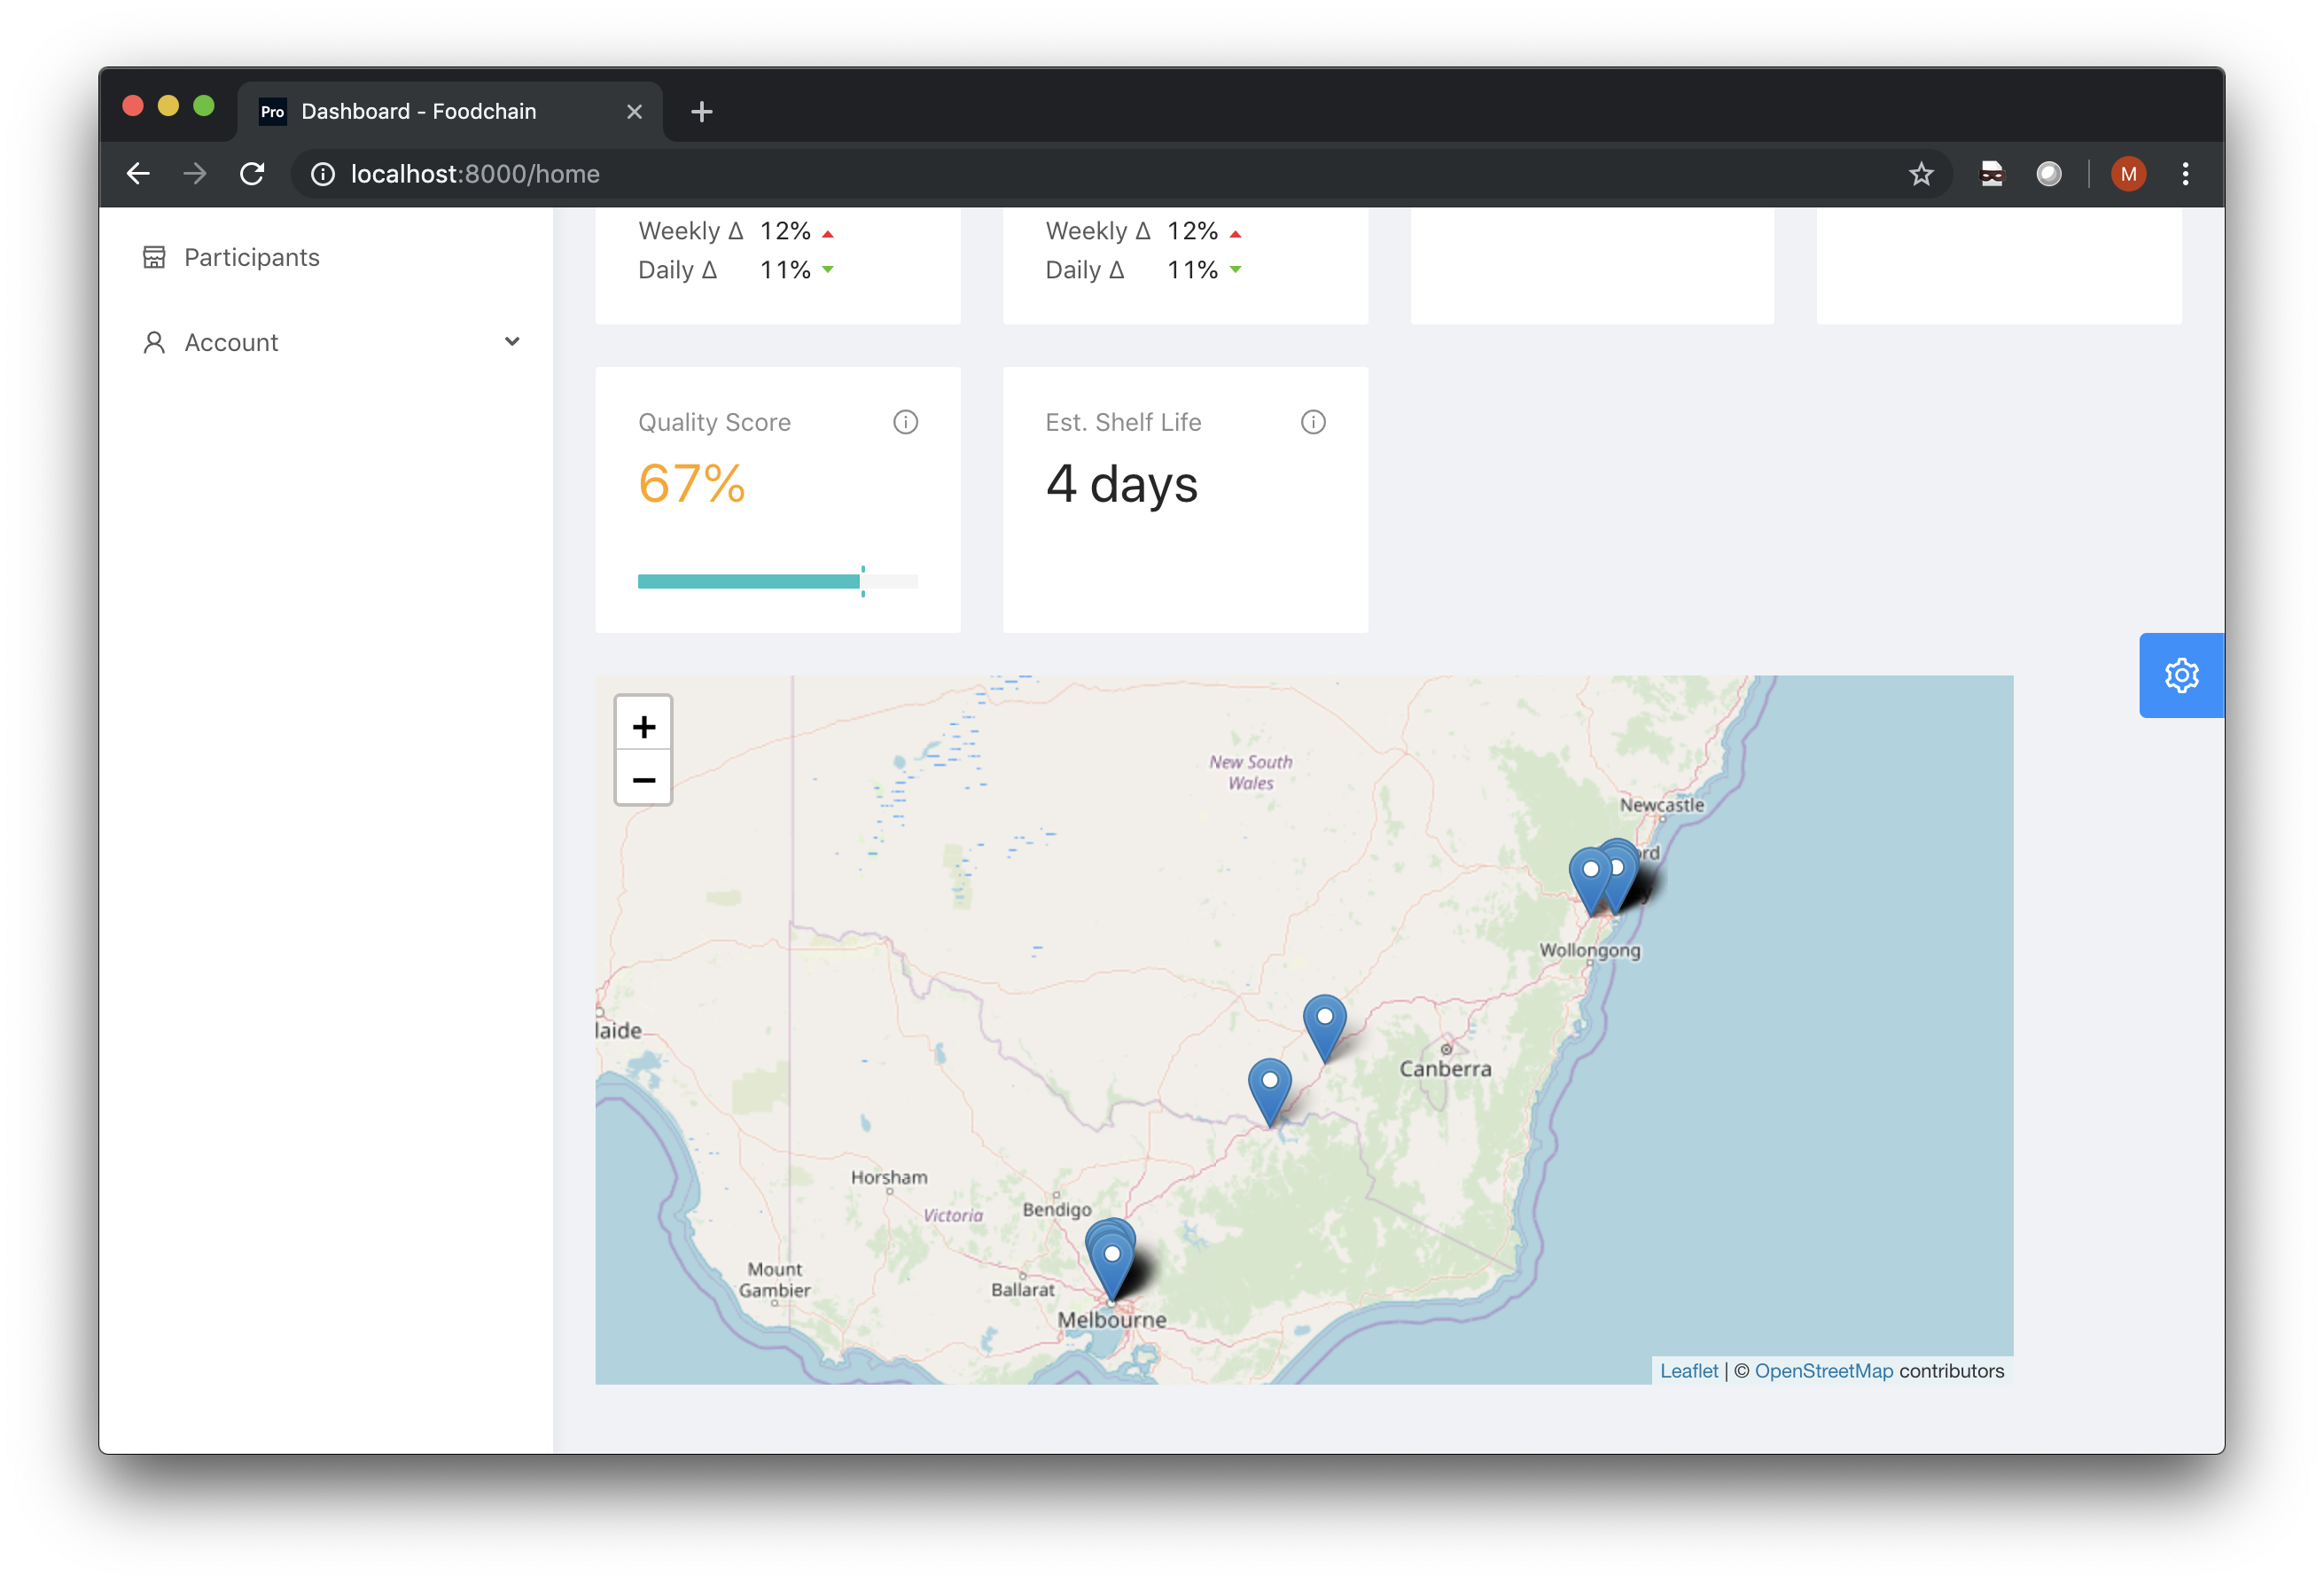 Pro Dashboard - Foodchain
localhost:8000/home
M
Participants
Account
Weekly Δ 12%
Daily Δ 11%
Weekly Δ 12%
Daily Δ 11%
Quality Score
67%
Est. Shelf Life
4 days
+
−
New South
Wales
Newcastle
Wollongong
laide
Canberra
Horsham
Victoria
Bendigo
Mount
Gambier
Ballarat
Melbourne
Leaflet | © OpenStreetMap contributors